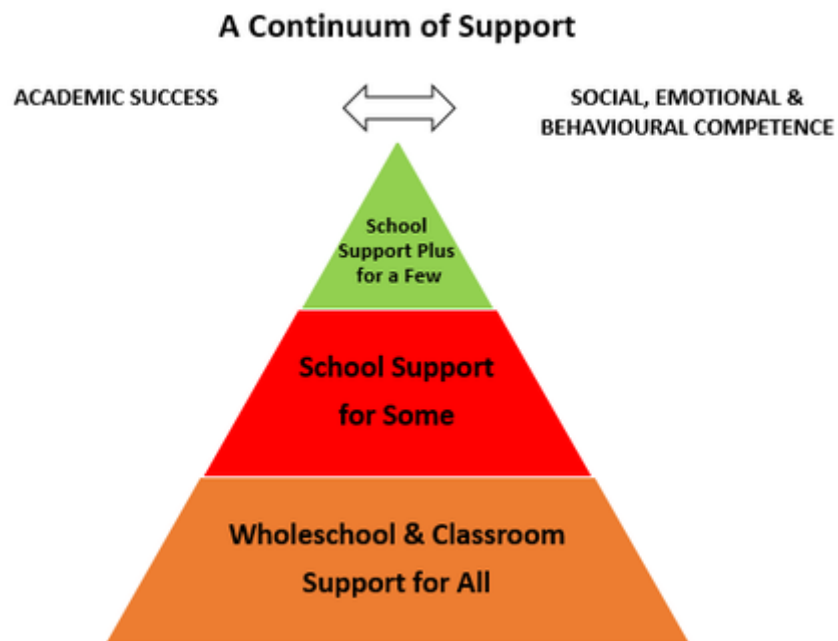 A Continuum of Support
ACADEMIC SUCCESS
SOCIAL, EMOTIONAL &
BEHAVIOURAL COMPETENCE
School
Support Plus
for a Few
School Support
for Some
Wholeschool & Classroom
Support for All